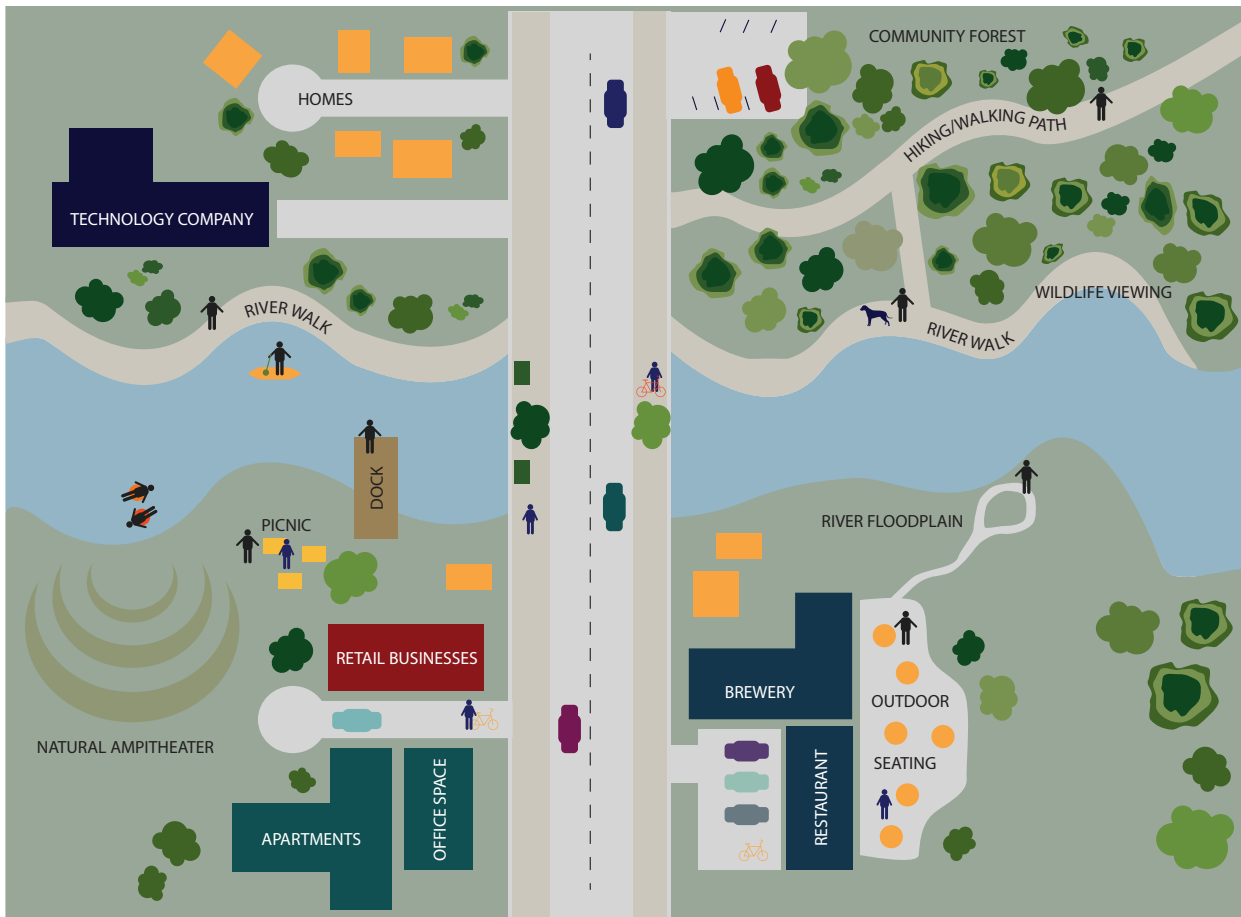 COMMUNITY FOREST
HOMES
HIKING/WALKING PATH
TECHNOLOGY COMPANY
WILDLIFE VIEWING
RIVER WALK
RIVER WALK
DOCK
PICNIC
RIVER FLOODPLAIN
RETAIL BUSINESSES
BREWERY
OUTDOOR
SEATING
NATURAL AMPITHEATER
APARTMENTS
OFFICE SPACE
RESTAURANT